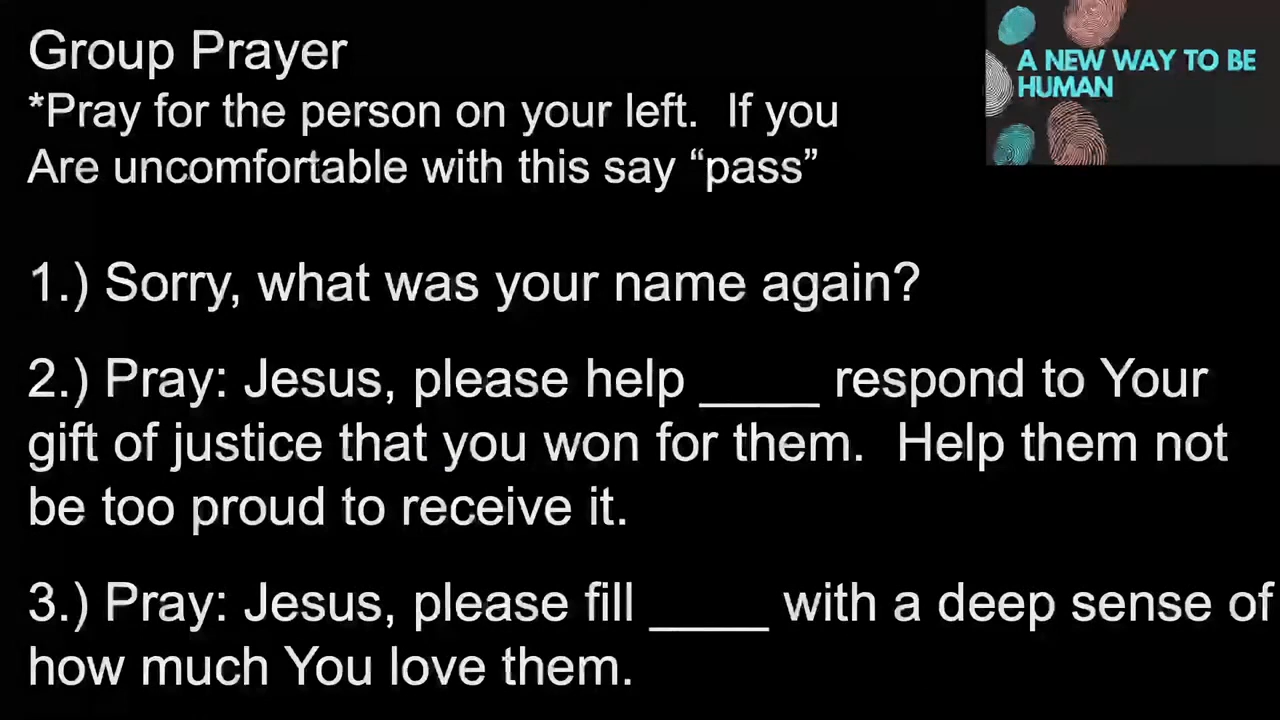 Group Prayer
*Pray for the person on your left.  If you
Are uncomfortable with this say “pass”
A NEW WAY TO BE
HUMAN
1.) Sorry, what was your name again?
2.) Pray: Jesus, please help ____ respond to Your
gift of justice that you won for them.  Help them not
be too proud to receive it.
3.) Pray: Jesus, please fill ____ with a deep sense of
how much You love them.